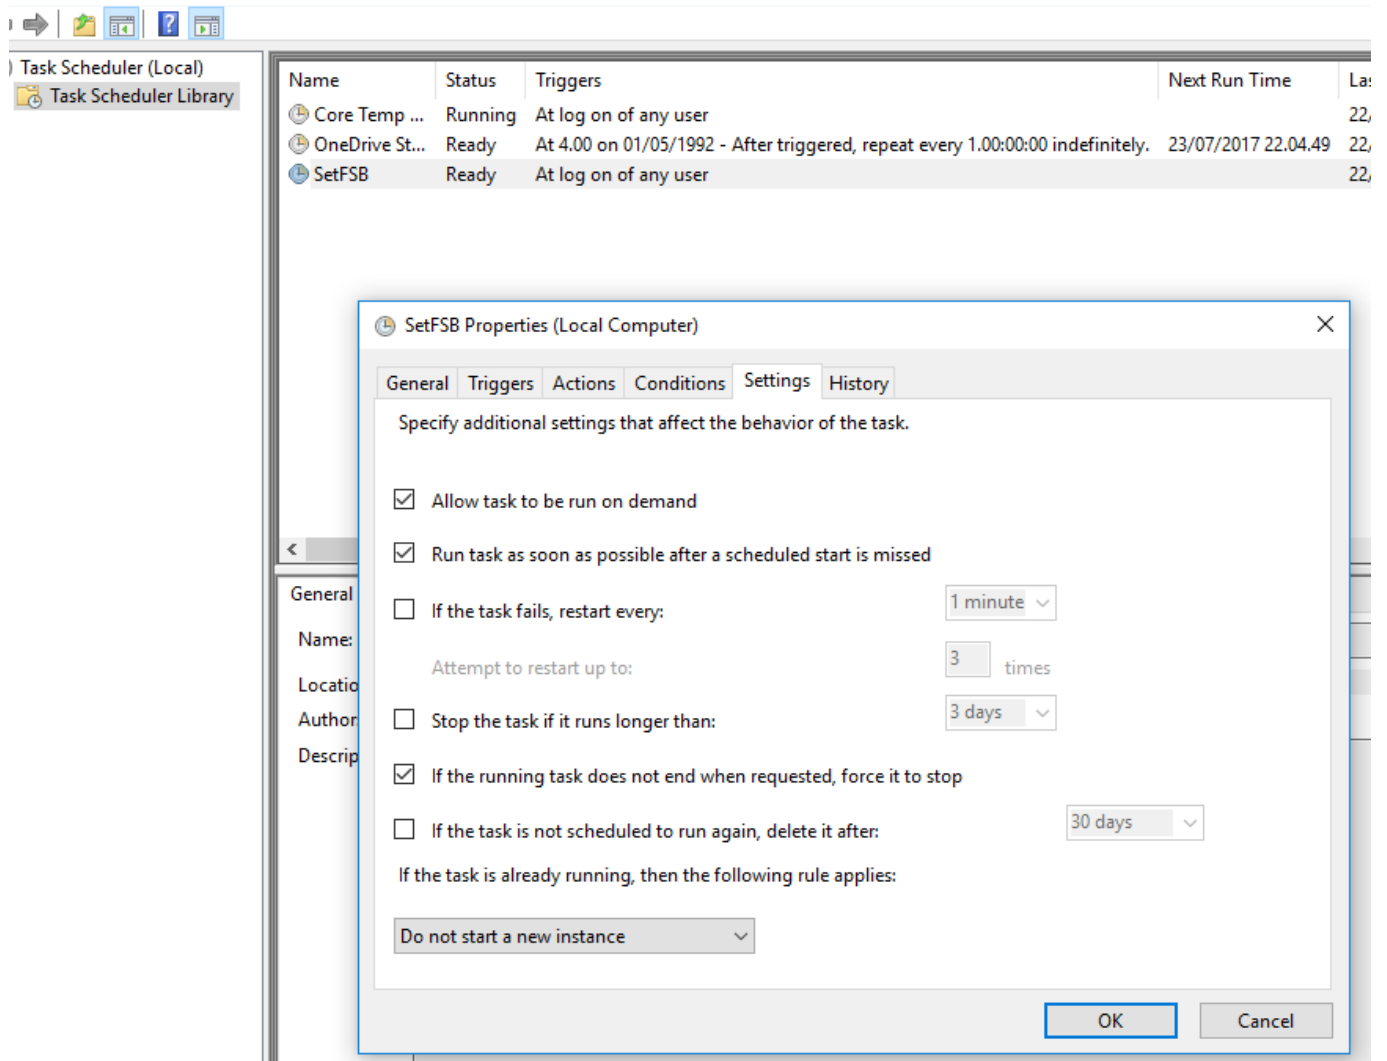 Task Scheduler (Local)
Task Scheduler Library
Name Status Triggers Next Run Time
Core Temp ... Running At log on of any user 22/
OneDrive St... Ready At 4.00 on 01/05/1992 - After triggered, repeat every 1.00:00:00 indefinitely. 23/07/2017 22.04.49 22/
SetFSB Ready At log on of any user 22/
SetFSB Properties (Local Computer)
General Triggers Actions Conditions Settings History
Specify additional settings that affect the behavior of the task.
Allow task to be run on demand
Run task as soon as possible after a scheduled start is missed
If the task fails, restart every: 1 minute
Attempt to restart up to: 3 times
Stop the task if it runs longer than: 3 days
If the running task does not end when requested, force it to stop
If the task is not scheduled to run again, delete it after: 30 days
If the task is already running, then the following rule applies:
Do not start a new instance
OK Cancel
General
Name:
Locatio
Author
Descrip